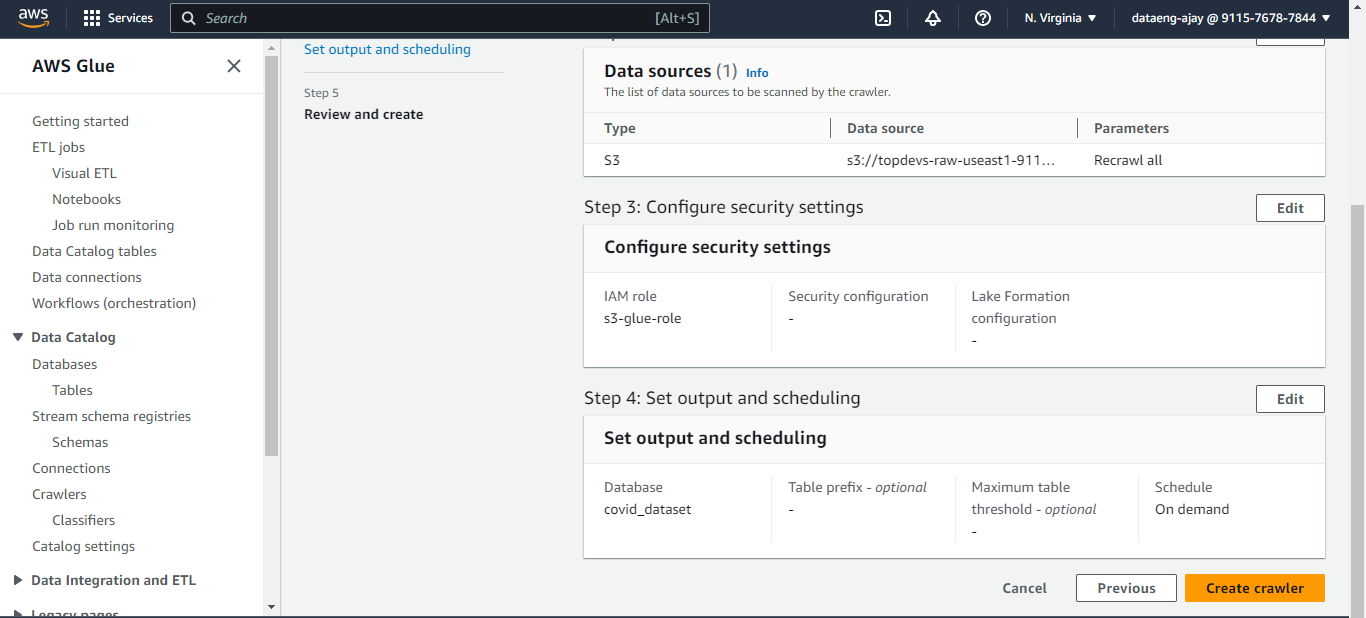 aws
Services
Search
[Alt+S]
N. Virginia
dataeng-ajay @ 9115-7678-7844
AWS Glue
Getting started
ETL jobs
Visual ETL
Notebooks
Job run monitoring
Data Catalog tables
Data connections
Workflows (orchestration)
Data Catalog
Databases
Tables
Stream schema registries
Schemas
Connections
Crawlers
Classifiers
Catalog settings
Data Integration and ETL
Legacy pages
Set output and scheduling
Step 5
Review and create
Data sources (1) Info
The list of data sources to be scanned by the crawler.
Type
Data source
Parameters
S3
s3://topdevs-raw-useast1-911...
Recrawl all
Step 3: Configure security settings
Edit
Configure security settings
IAM role
s3-glue-role
Security configuration
-
Lake Formation
configuration
-
Step 4: Set output and scheduling
Edit
Set output and scheduling
Database
covid_dataset
Table prefix - optional
-
Maximum table
threshold - optional
-
Schedule
On demand
Cancel
Previous
Create crawler